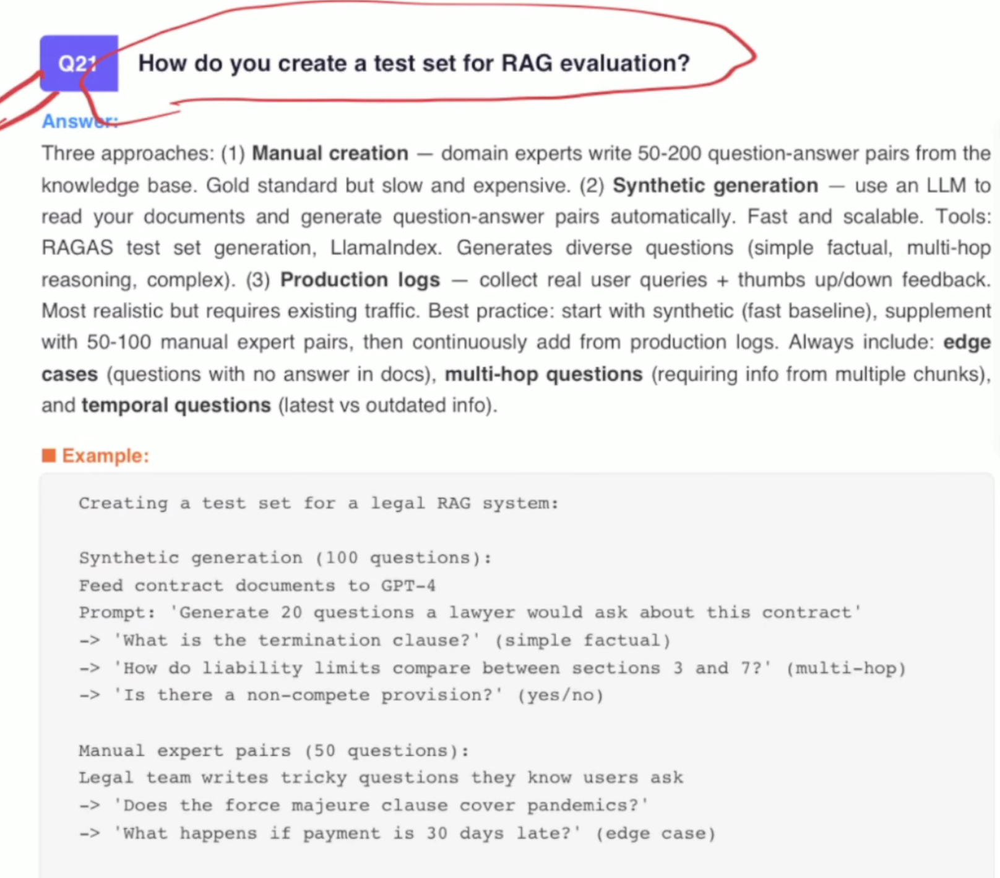 Q21 How do you create a test set for RAG evaluation?
Answer:
Three approaches: (1) Manual creation — domain experts write 50-200 question-answer pairs from the
knowledge base. Gold standard but slow and expensive. (2) Synthetic generation — use an LLM to
read your documents and generate question-answer pairs automatically. Fast and scalable. Tools:
RAGAS test set generation, LlamaIndex. Generates diverse questions (simple factual, multi-hop
reasoning, complex). (3) Production logs — collect real user queries + thumbs up/down feedback.
Most realistic but requires existing traffic. Best practice: start with synthetic (fast baseline), supplement
with 50-100 manual expert pairs, then continuously add from production logs. Always include: edge
cases (questions with no answer in docs), multi-hop questions (requiring info from multiple chunks),
and temporal questions (latest vs outdated info).
Example:
Creating a test set for a legal RAG system:
Synthetic generation (100 questions):
Feed contract documents to GPT-4
Prompt: 'Generate 20 questions a lawyer would ask about this contract'
-> 'What is the termination clause?' (simple factual)
-> 'How do liability limits compare between sections 3 and 7?' (multi-hop)
-> 'Is there a non-compete provision?' (yes/no)
Manual expert pairs (50 questions):
Legal team writes tricky questions they know users ask
-> 'Does the force majeure clause cover pandemics?'
-> 'What happens if payment is 30 days late?' (edge case)